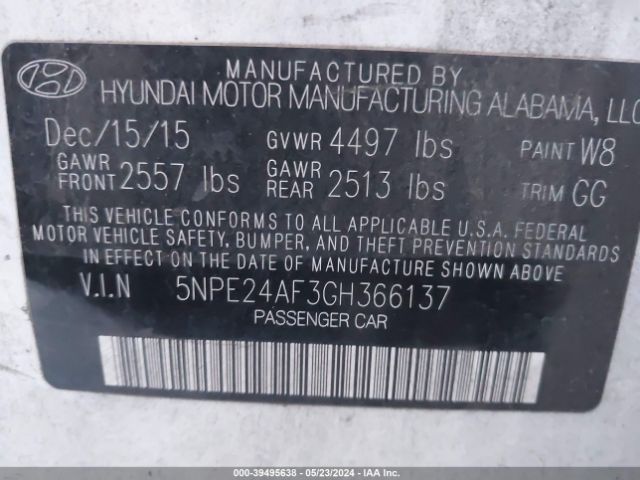 MANUFACTURED BY
HYUNDAI MOTOR MANUFACTURING ALABAMA, LLC
Dec/15/15 GVWR 4497 lbs PAINT W8
GAWR FRONT 2557 lbs GAWR REAR 2513 lbs TRIM GG
THIS VEHICLE CONFORMS TO ALL APPLICABLE U.S.A. FEDERAL
MOTOR VEHICLE SAFETY, BUMPER, AND THEFT PREVENTION STANDARDS
IN EFFECT ON THE DATE OF MANUFACTURE SHOWN ABOVE
V.I.N 5NPE24AF3GH366137
PASSENGER CAR
000-39495638 - 05/23/2024 - IAA